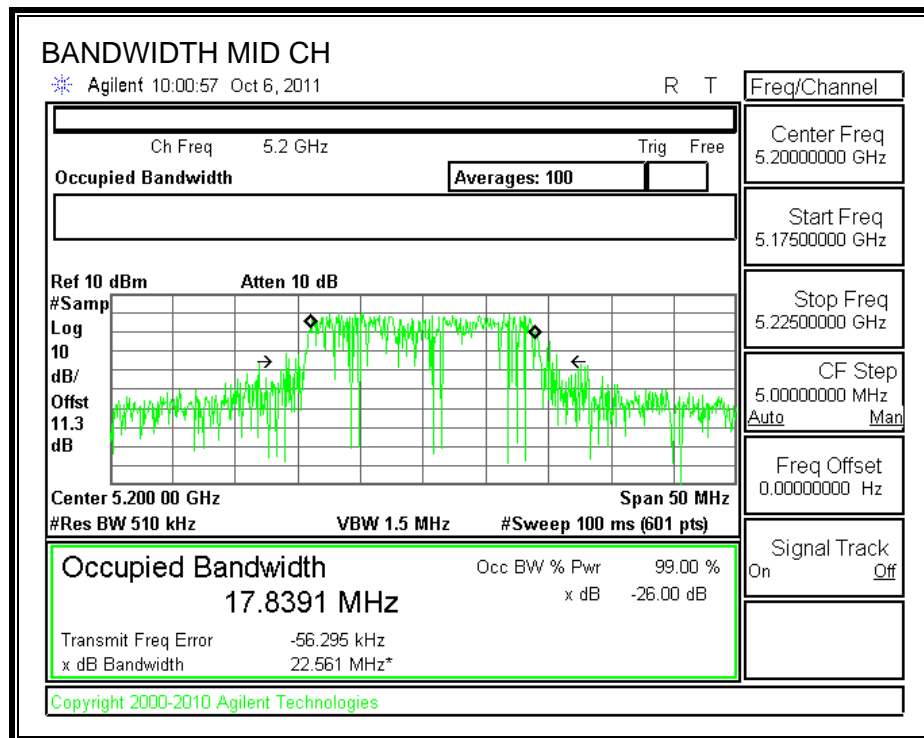 BANDWIDTH MID CH
Agilent 10:00:57 Oct 6, 2011 R T
Ch Freq 5.2 GHz Trig Free
Occupied Bandwidth Averages: 100
Ref 10 dBm Atten 10 dB
#Samp
Log
10
dB/
Offst
11.3
dB
Center 5.200 00 GHz Span 50 MHz
#Res BW 510 kHz VBW 1.5 MHz #Sweep 100 ms (601 pts)
Occupied Bandwidth Occ BW % Pwr 99.00 %
17.8391 MHz x dB -26.00 dB
Transmit Freq Error -56.295 kHz
x dB Bandwidth 22.561 MHz*
Copyright 2000-2010 Agilent Technologies
Freq/Channel
Center Freq
5.20000000 GHz
Start Freq
5.17500000 GHz
Stop Freq
5.22500000 GHz
CF Step
5.00000000 MHz
Auto Man
Freq Offset
0.00000000 Hz
Signal Track
On Off